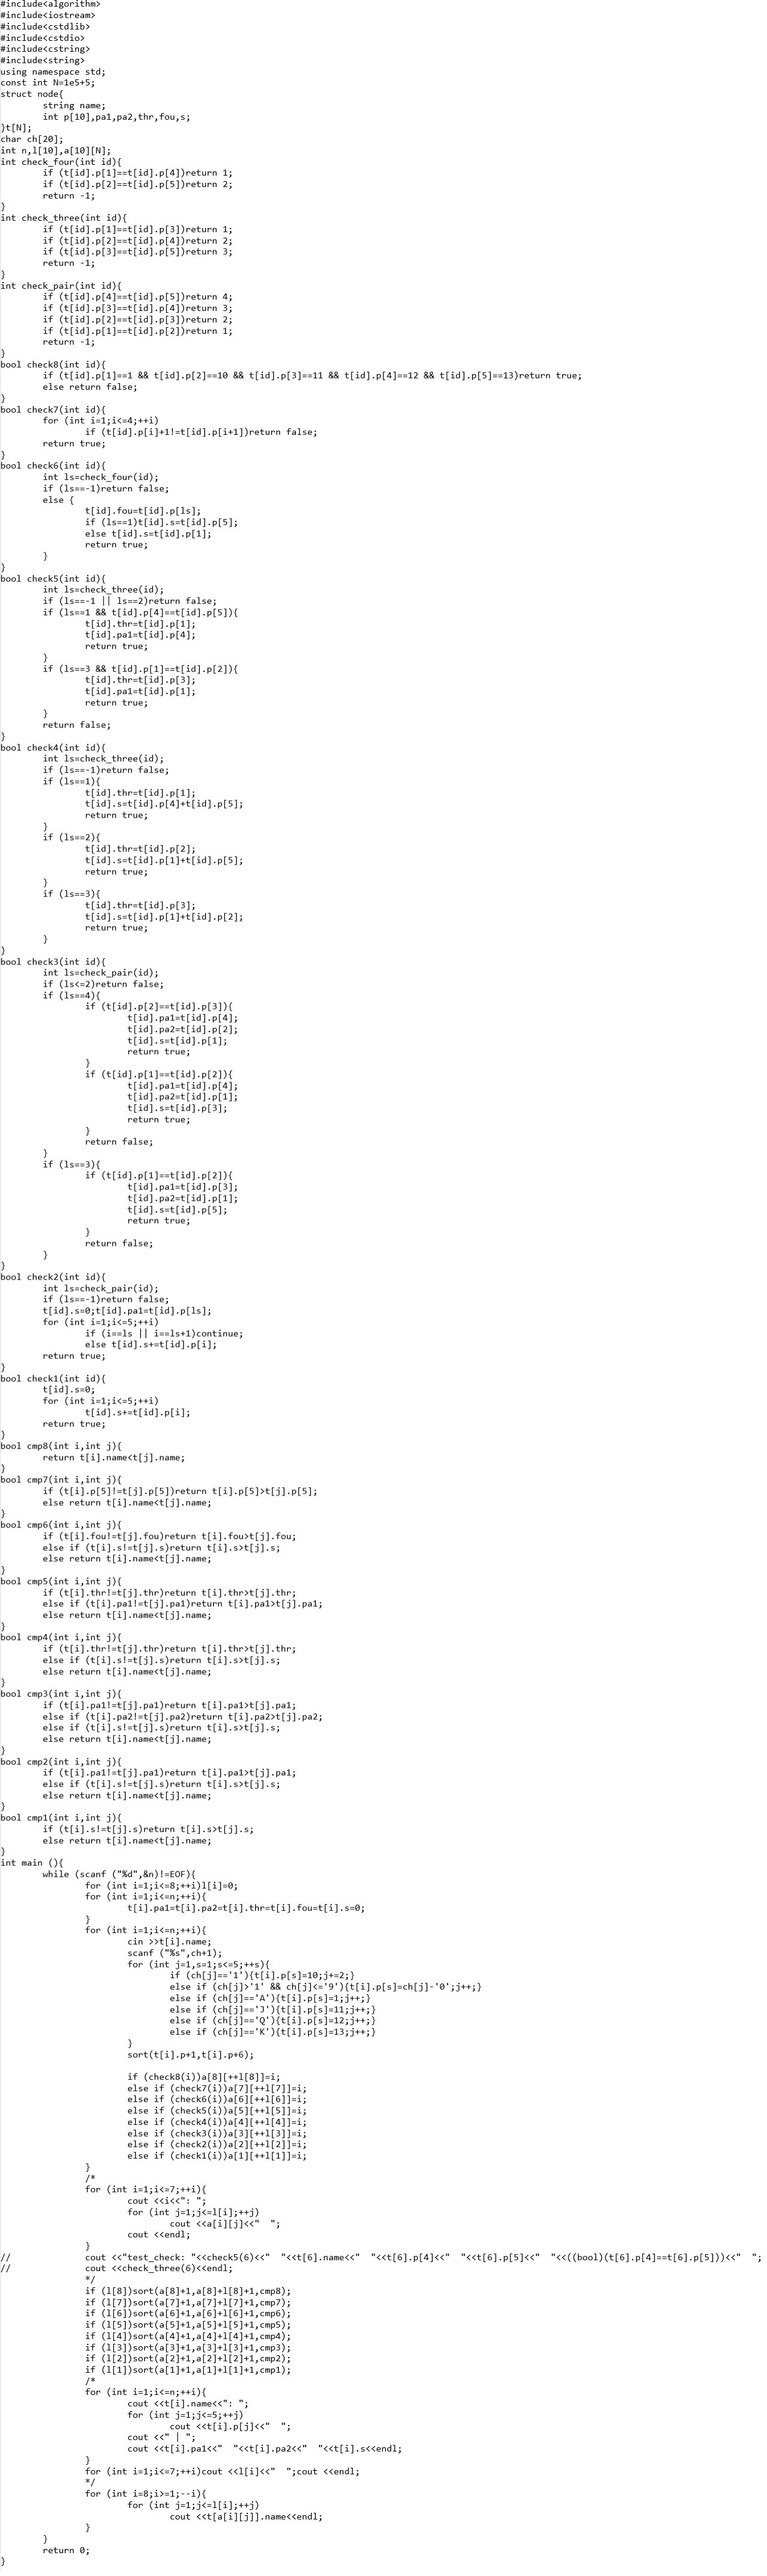 #include<algorithm>
#include<iostream>
#include<cstdlib>
#include<cstdio>
#include<cstring>
#include<string>
using namespace std;
const int N=1e5+5;
struct node{
	string name;
	int p[10],pa1,pa2,thr,fou,s;
}t[N];
char ch[20];
int n,l[10],a[10][N];
int check_four(int id){
	if (t[id].p[1]==t[id].p[4])return 1;
	if (t[id].p[2]==t[id].p[5])return 2;
	return -1;
}
int check_three(int id){
	if (t[id].p[1]==t[id].p[3])return 1;
	if (t[id].p[2]==t[id].p[4])return 2;
	if (t[id].p[3]==t[id].p[5])return 3;
	return -1;
}
int check_pair(int id){
	if (t[id].p[4]==t[id].p[5])return 4;
	if (t[id].p[3]==t[id].p[4])return 3;
	if (t[id].p[2]==t[id].p[3])return 2;
	if (t[id].p[1]==t[id].p[2])return 1;
	return -1;
}
bool check8(int id){
	if (t[id].p[1]==1 && t[id].p[2]==10 && t[id].p[3]==11 && t[id].p[4]==12 && t[id].p[5]==13)return true;
	else return false;
}
bool check7(int id){
	for (int i=1;i<=4;++i)
		if (t[id].p[i]+1!=t[id].p[i+1])return false;
	return true;
}
bool check6(int id){
	int ls=check_four(id);
	if (ls==-1)return false;
	else {
		t[id].fou=t[id].p[ls];
		if (ls==1)t[id].s=t[id].p[5];
		else t[id].s=t[id].p[1];
		return true;
	}
}
bool check5(int id){
	int ls=check_three(id);
	if (ls==-1 || ls==2)return false;
	if (ls==1 && t[id].p[4]==t[id].p[5]){
		t[id].thr=t[id].p[1];
		t[id].pa1=t[id].p[4];
		return true;
	}
	if (ls==3 && t[id].p[1]==t[id].p[2]){
		t[id].thr=t[id].p[3];
		t[id].pa1=t[id].p[1];
		return true;
	}
	return false;
}
bool check4(int id){
	int ls=check_three(id);
	if (ls==-1)return false;
	if (ls==1){
		t[id].thr=t[id].p[1];
		t[id].s=t[id].p[4]+t[id].p[5];
		return true;
	}
	if (ls==2){
		t[id].thr=t[id].p[2];
		t[id].s=t[id].p[1]+t[id].p[5];
		return true;
	}
	if (ls==3){
		t[id].thr=t[id].p[3];
		t[id].s=t[id].p[1]+t[id].p[2];
		return true;
	}
}
bool check3(int id){
	int ls=check_pair(id);
	if (ls<=2)return false;
	if (ls==4){
		if (t[id].p[2]==t[id].p[3]){
			t[id].pa1=t[id].p[4];
			t[id].pa2=t[id].p[2];
			t[id].s=t[id].p[1];
			return true;
		}
		if (t[id].p[1]==t[id].p[2]){
			t[id].pa1=t[id].p[4];
			t[id].pa2=t[id].p[1];
			t[id].s=t[id].p[3];
			return true;
		}
		return false;
	}
	if (ls==3){
		if (t[id].p[1]==t[id].p[2]){
			t[id].pa1=t[id].p[3];
			t[id].pa2=t[id].p[1];
			t[id].s=t[id].p[5];
			return true;
		}
		return false;
	}
}
bool check2(int id){
	int ls=check_pair(id);
	if (ls==-1)return false;
	t[id].s=0;t[id].pa1=t[id].p[ls];
	for (int i=1;i<=5;++i)
		if (i==ls || i==ls+1)continue;
		else t[id].s+=t[id].p[i];
	return true;
}
bool check1(int id){
	t[id].s=0;
	for (int i=1;i<=5;++i)
		t[id].s+=t[id].p[i];
	return true;
}
bool cmp8(int i,int j){
	return t[i].name<t[j].name;
}
bool cmp7(int i,int j){
	if (t[i].p[5]!=t[j].p[5])return t[i].p[5]>t[j].p[5];
	else return t[i].name<t[j].name;
}
bool cmp6(int i,int j){
	if (t[i].fou!=t[j].fou)return t[i].fou>t[j].fou;
	else if (t[i].s!=t[j].s)return t[i].s>t[j].s;
	else return t[i].name<t[j].name;
}
bool cmp5(int i,int j){
	if (t[i].thr!=t[j].thr)return t[i].thr>t[j].thr;
	else if (t[i].pa1!=t[j].pa1)return t[i].pa1>t[j].pa1;
	else return t[i].name<t[j].name;
}
bool cmp4(int i,int j){
	if (t[i].thr!=t[j].thr)return t[i].thr>t[j].thr;
	else if (t[i].s!=t[j].s)return t[i].s>t[j].s;
	else return t[i].name<t[j].name;
}
bool cmp3(int i,int j){
	if (t[i].pa1!=t[j].pa1)return t[i].pa1>t[j].pa1;
	else if (t[i].pa2!=t[j].pa2)return t[i].pa2>t[j].pa2;
	else if (t[i].s!=t[j].s)return t[i].s>t[j].s;
	else return t[i].name<t[j].name;
}
bool cmp2(int i,int j){
	if (t[i].pa1!=t[j].pa1)return t[i].pa1>t[j].pa1;
	else if (t[i].s!=t[j].s)return t[i].s>t[j].s;
	else return t[i].name<t[j].name;
}
bool cmp1(int i,int j){
	if (t[i].s!=t[j].s)return t[i].s>t[j].s;
	else return t[i].name<t[j].name;
}
int main (){
	while (scanf ("%d",&n)!=EOF){
		for (int i=1;i<=8;++i)l[i]=0;
		for (int i=1;i<=n;++i){
			t[i].pa1=t[i].pa2=t[i].thr=t[i].fou=t[i].s=0;
		}
		for (int i=1;i<=n;++i){
			cin >>t[i].name;
			scanf ("%s",ch+1);
			for (int j=1,s=1;s<=5;++s){
				if (ch[j]=='1'){t[i].p[s]=10;j+=2;}
				else if (ch[j]>'1' && ch[j]<='9'){t[i].p[s]=ch[j]-'0';j++;}
				else if (ch[j]=='A'){t[i].p[s]=1;j++;}
				else if (ch[j]=='J'){t[i].p[s]=11;j++;}
				else if (ch[j]=='Q'){t[i].p[s]=12;j++;}
				else if (ch[j]=='K'){t[i].p[s]=13;j++;}
			}
			sort(t[i].p+1,t[i].p+6);

			if (check8(i))a[8][++l[8]]=i;
			else if (check7(i))a[7][++l[7]]=i;
			else if (check6(i))a[6][++l[6]]=i;
			else if (check5(i))a[5][++l[5]]=i;
			else if (check4(i))a[4][++l[4]]=i;
			else if (check3(i))a[3][++l[3]]=i;
			else if (check2(i))a[2][++l[2]]=i;
			else if (check1(i))a[1][++l[1]]=i;
		}
		/*
		for (int i=1;i<=7;++i){
			cout <<i<<": ";
			for (int j=1;j<=l[i];++j)
				cout <<a[i][j]<<"  ";
			cout <<endl;
		}
//		cout <<"test_check: "<<check5(6)<<"  "<<t[6].name<<"  "<<t[6].p[4]<<"  "<<t[6].p[5]<<"  "<<((bool)(t[6].p[4]==t[6].p[5]))<<"  ";
//		cout <<check_three(6)<<endl;
		*/
		if (l[8])sort(a[8]+1,a[8]+l[8]+1,cmp8);
		if (l[7])sort(a[7]+1,a[7]+l[7]+1,cmp7);
		if (l[6])sort(a[6]+1,a[6]+l[6]+1,cmp6);
		if (l[5])sort(a[5]+1,a[5]+l[5]+1,cmp5);
		if (l[4])sort(a[4]+1,a[4]+l[4]+1,cmp4);
		if (l[3])sort(a[3]+1,a[3]+l[3]+1,cmp3);
		if (l[2])sort(a[2]+1,a[2]+l[2]+1,cmp2);
		if (l[1])sort(a[1]+1,a[1]+l[1]+1,cmp1);
		/*
		for (int i=1;i<=n;++i){
			cout <<t[i].name<<": ";
			for (int j=1;j<=5;++j)
				cout <<t[i].p[j]<<"  ";
			cout <<" | ";
			cout <<t[i].pa1<<"  "<<t[i].pa2<<"  "<<t[i].s<<endl;
		}
		for (int i=1;i<=7;++i)cout <<l[i]<<"  ";cout <<endl;
		*/
		for (int i=8;i>=1;--i){
			for (int j=1;j<=l[i];++j)
				cout <<t[a[i][j]].name<<endl;
		}
	}
	return 0;
}